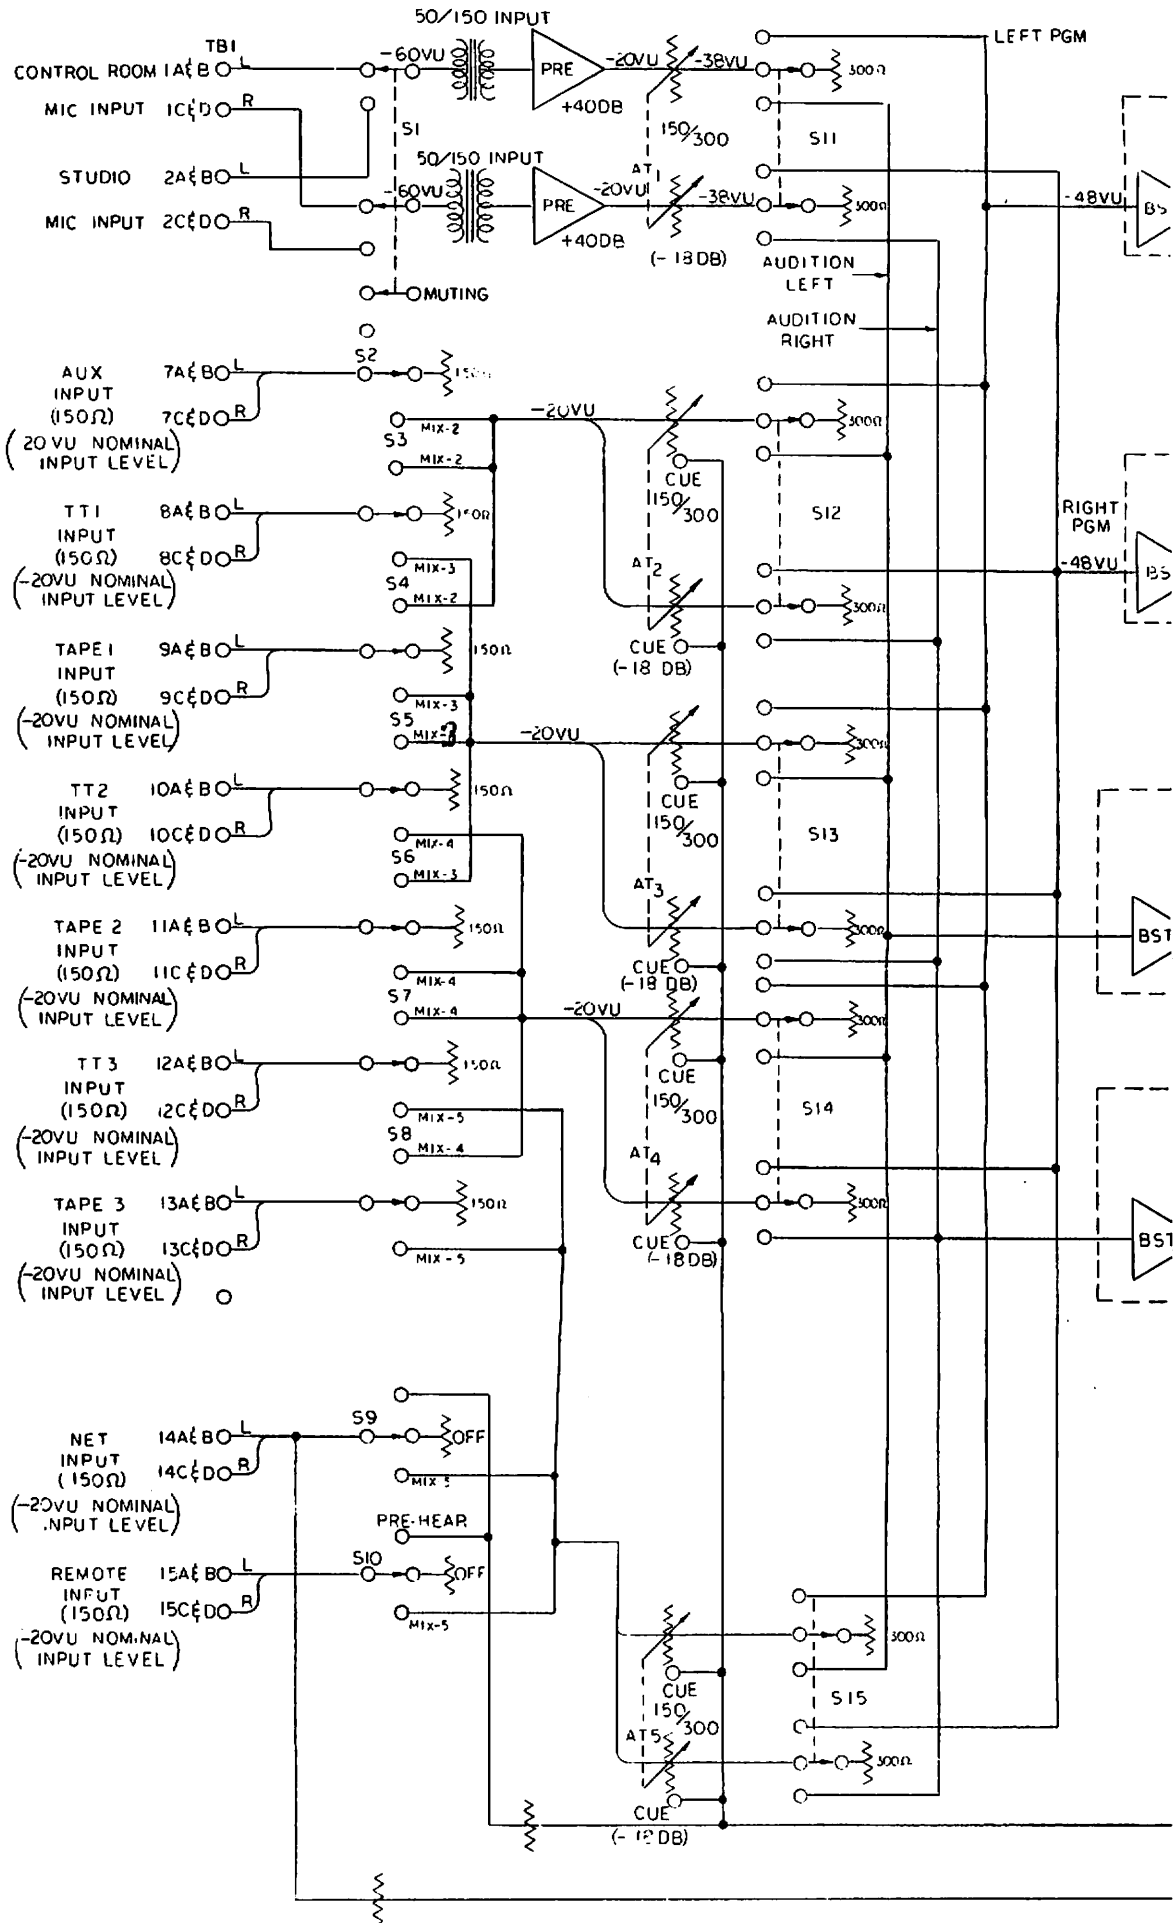 50/150 INPUT
TB1
-60VU
-20VU
-38VU
LEFT PGM
CONTROL ROOM 1A&B L
PRE
300Ω
MIC INPUT 1C&D R
+40DB
S1
150/300
S11
50/150 INPUT
AT1
STUDIO 2A&B L
-60VU
-20VU
-38VU
-48VU
BS
PRE
300Ω
MIC INPUT 2C&D R
+40DB
(-18DB)
AUDITION
LEFT
MUTING
AUDITION
RIGHT
S2
AUX 7A&B L
150Ω
INPUT
(150Ω) 7C&D R
(20VU NOMINAL
INPUT LEVEL)
S3
MIX-2
-20VU
300Ω
MIX-2
CUE
150/300
S12
TT1 8A&B L
150Ω
INPUT
(150Ω) 8C&D R
RIGHT
PGM
(-20VU NOMINAL
INPUT LEVEL)
MIX-3
AT2
-48VU
BS
S4
MIX-2
300Ω
TAPE 1 9A&B L
150Ω
CUE
(-18 DB)
INPUT
(150Ω) 9C&D R
MIX-3
(-20VU NOMINAL
INPUT LEVEL)
S5
MIX-3
-20VU
300Ω
TT2 10A&B L
150Ω
CUE
150/300
INPUT
(150Ω) 10C&D R
MIX-4
S13
(-20VU NOMINAL
INPUT LEVEL)
S6
MIX-3
AT3
TAPE 2 11A&B L
150Ω
300Ω
BST
INPUT
(150Ω) 11C&D R
MIX-4
CUE
(-18 DB)
(-20VU NOMINAL
INPUT LEVEL)
S7
MIX-4
-20VU
300Ω
TT3 12A&B L
150Ω
CUE
150/300
INPUT
(150Ω) 12C&D R
MIX-5
S14
(-20VU NOMINAL
INPUT LEVEL)
S8
MIX-4
AT4
TAPE 3 13A&B L
150Ω
300Ω
INPUT
(150Ω) 13C&D R
MIX-5
CUE
(-18DB)
BST
(-20VU NOMINAL
INPUT LEVEL)
S9
NET 14A&B L
OFF
INPUT
(150Ω) 14C&D R
MIX-5
(-20VU NOMINAL
INPUT LEVEL)
PRE-HEAR
S10
REMOTE 15A&B L
OFF
INPUT
(150Ω) 15C&D R
MIX-5
(-20VU NOMINAL
INPUT LEVEL)
300Ω
CUE
150/300
S15
AT5
300Ω
CUE
(-18DB)